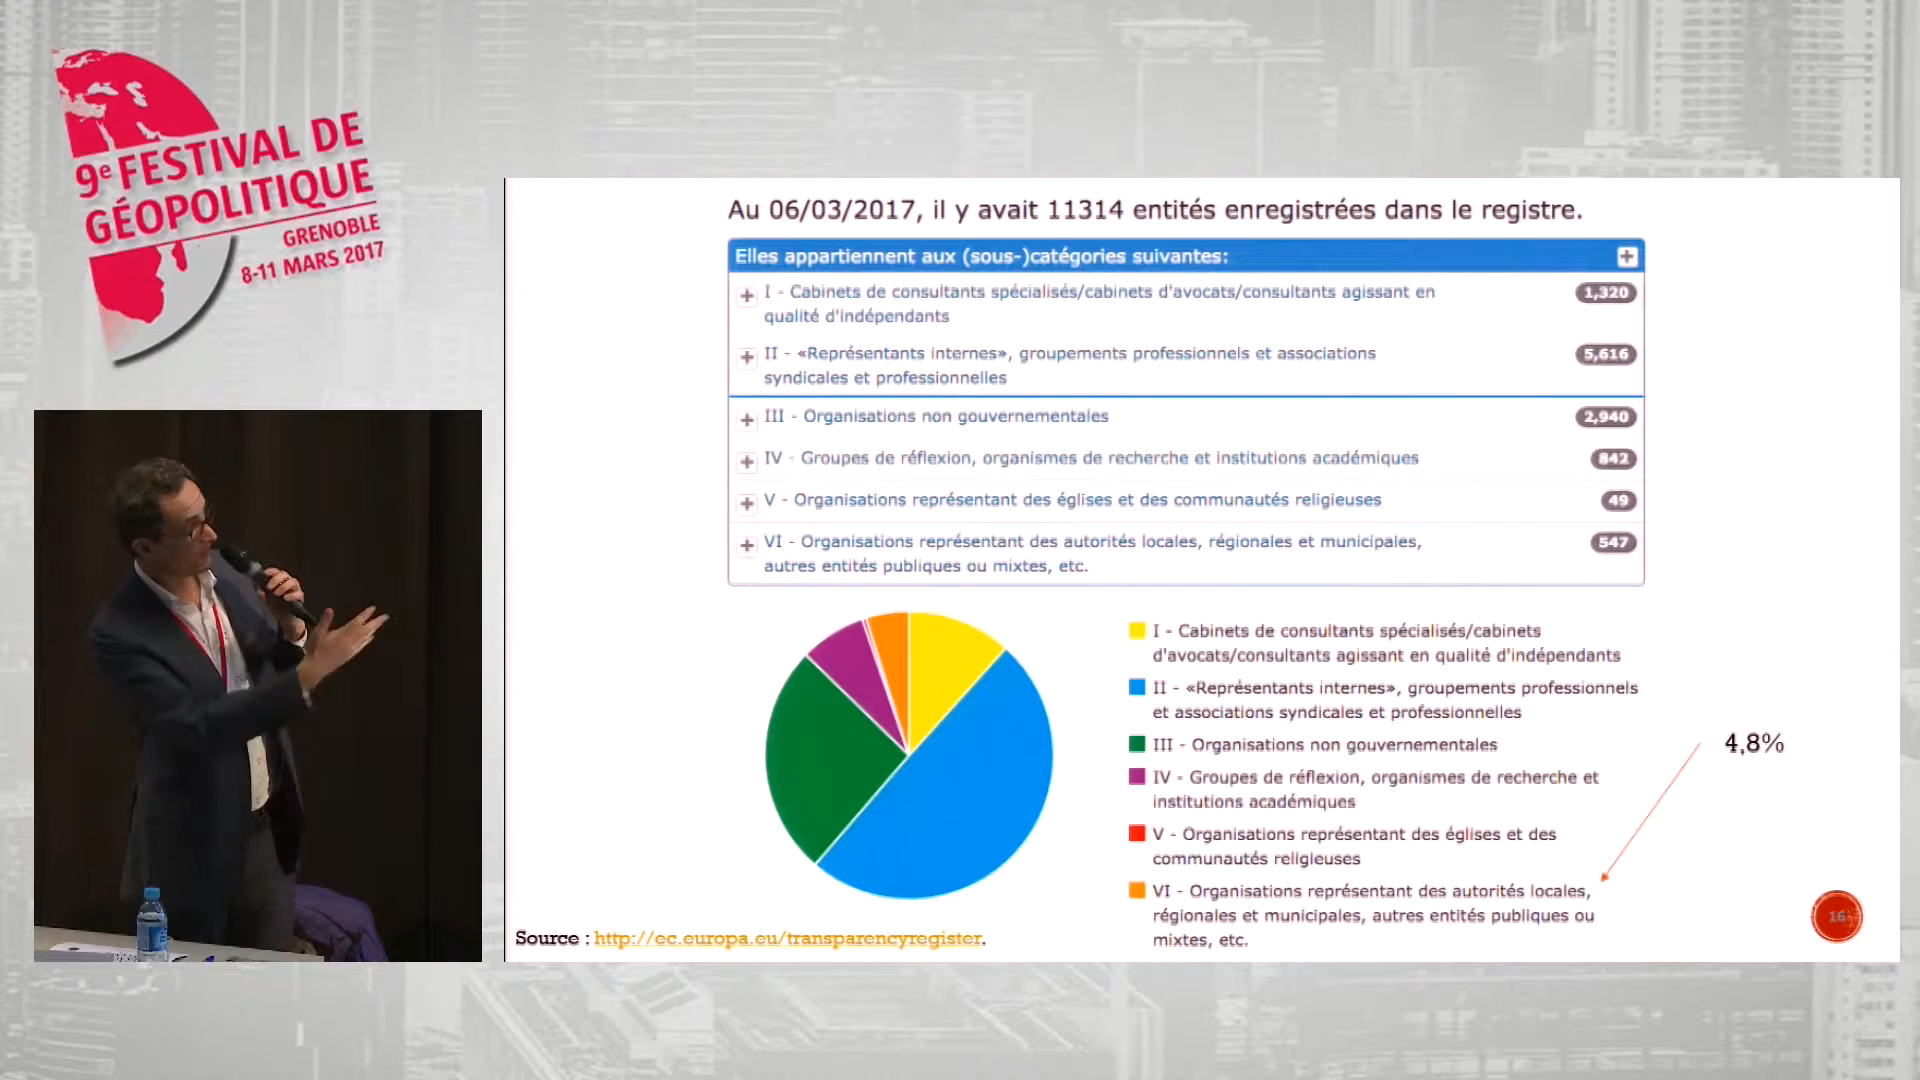 9e FESTIVAL DE
GÉOPOLITIQUE
GRENOBLE
8-11 MARS 2017
Au 06/03/2017, il y avait 11314 entités enregistrées dans le registre.
Elles appartiennent aux (sous-)catégories suivantes:
I - Cabinets de consultants spécialisés/cabinets d'avocats/consultants agissant en 1,320
qualité d'indépendants
II - «Représentants internes», groupements professionnels et associations 5,616
syndicales et professionnelles
III - Organisations non gouvernementales 2,940
IV - Groupes de réflexion, organismes de recherche et institutions académiques 842
V - Organisations représentant des églises et des communautés religieuses 49
VI - Organisations représentant des autorités locales, régionales et municipales, 547
autres entités publiques ou mixtes, etc.
I - Cabinets de consultants spécialisés/cabinets
d'avocats/consultants agissant en qualité d'indépendants
II - «Représentants internes», groupements professionnels
et associations syndicales et professionnelles
III - Organisations non gouvernementales
IV - Groupes de réflexion, organismes de recherche et
institutions académiques
V - Organisations représentant des églises et des
communautés religieuses
VI - Organisations représentant des autorités locales,
régionales et municipales, autres entités publiques ou
mixtes, etc.
4,8%
16
Source : http://ec.europa.eu/transparencyregister.